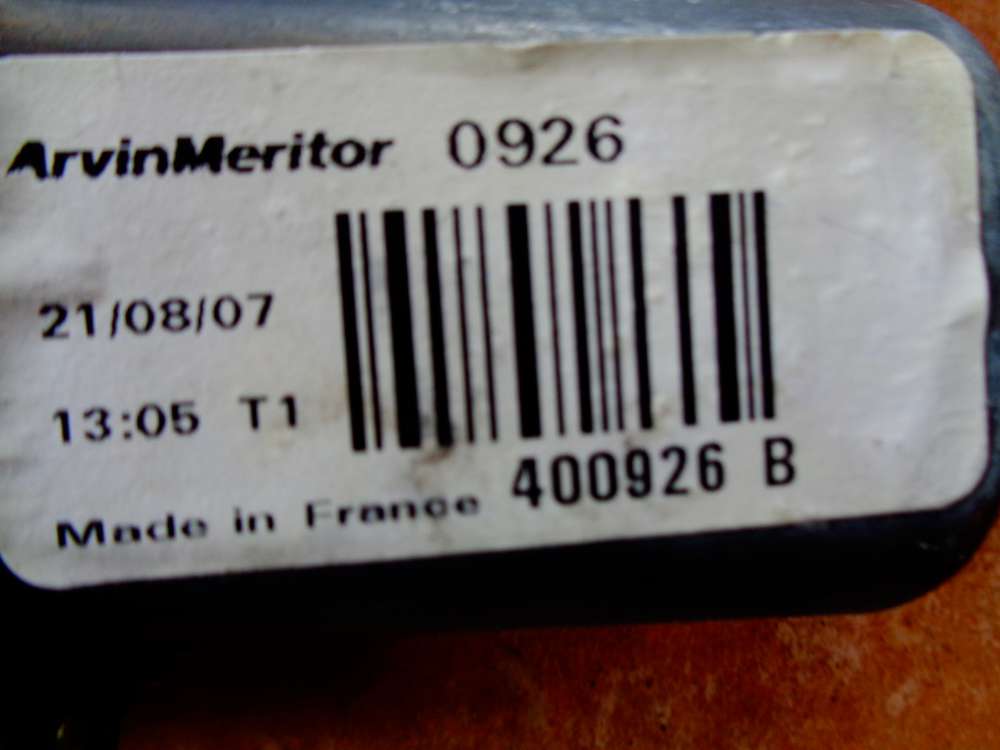 ArvinMeritor 0926
21/08/07
13:05 T1
400926 B
Made in France